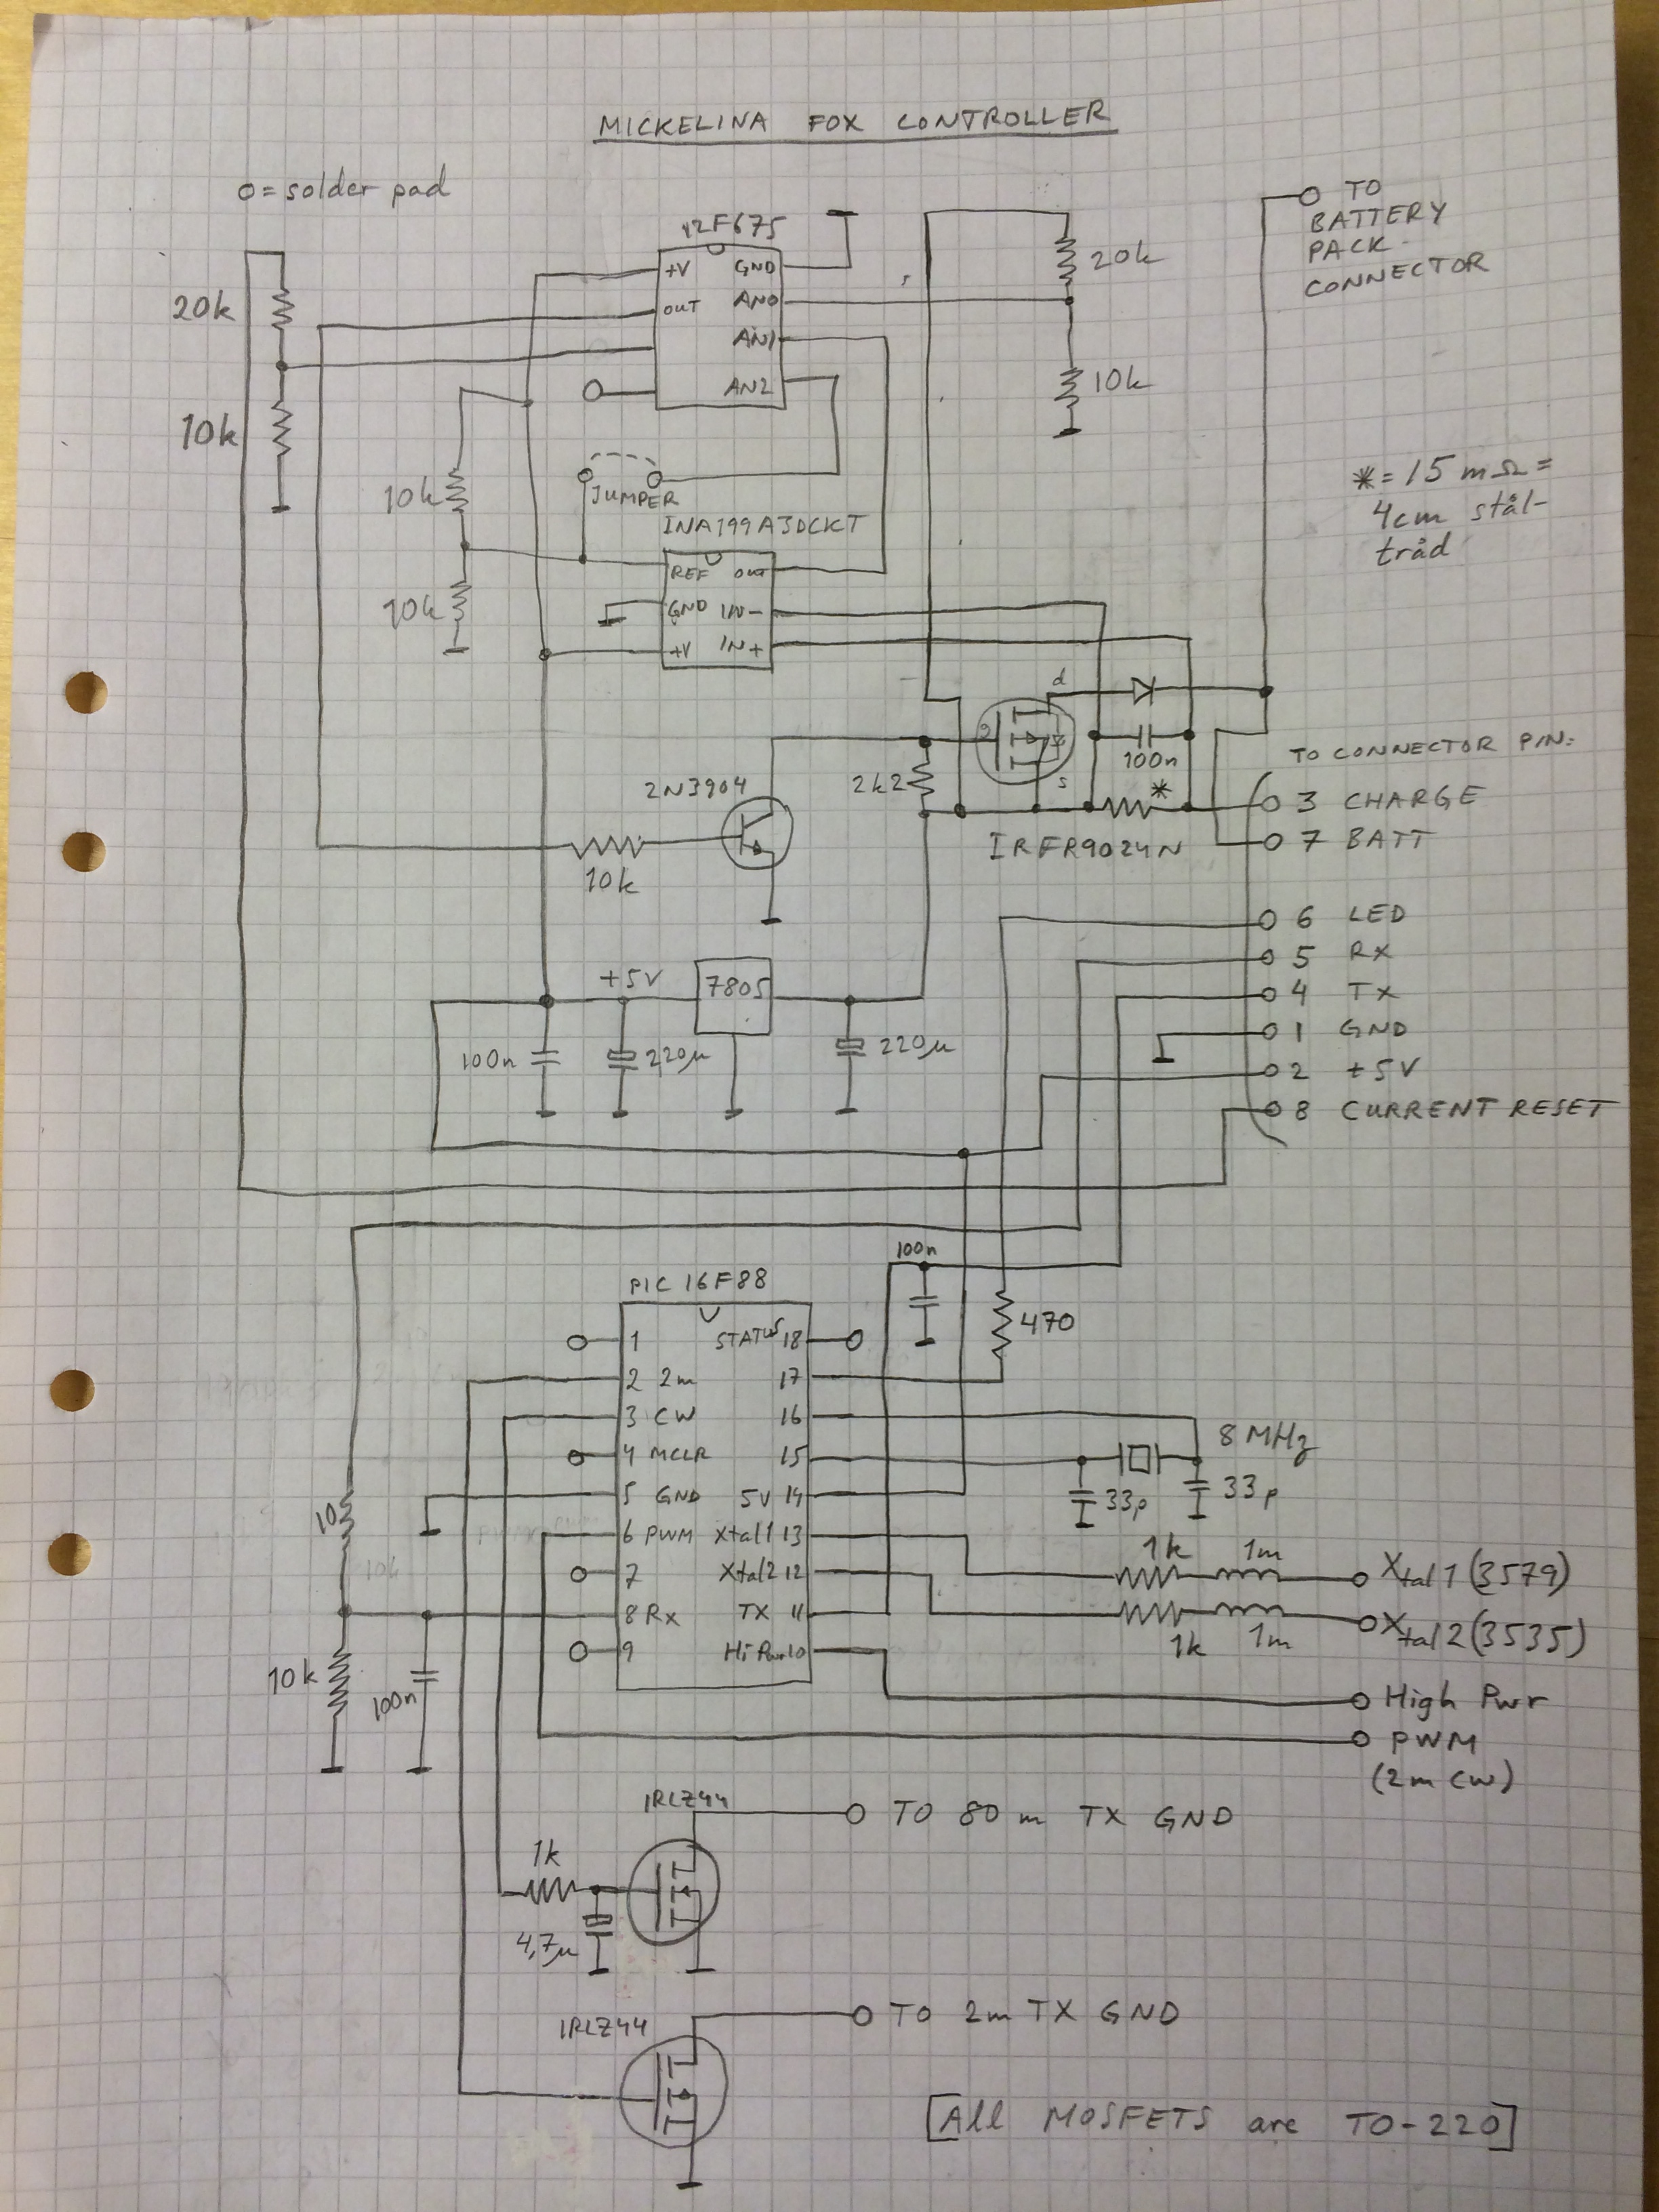 MICKELINA FOX CONTROLLER
o = solder pad
TO
BATTERY
PACK
CONNECTOR
12F675
+V GND
OUT AN0
AN1
AN2
20k
10k
20k
10k
* = 15 mΩ =
4cm stål-
tråd
10k
10k
JUMPER
INA199A3DCKT
REF OUT
GND IN-
+V IN+
d
g
s
100n
*
2k2
2N3904
10k
IRFR9024N
TO CONNECTOR PIN:
3 CHARGE
7 BATT
6 LED
5 RX
4 TX
1 GND
2 +5V
8 CURRENT RESET
+5V
7805
100n
220µ
220µ
100n
470
PIC 16F88
1 STATUS 18
2 2m 17
3 CW 16
4 MCLR 15
5 GND 5V 14
6 PWM Xtal1 13
7 Xtal2 12
8 Rx TX 11
9 Hi Pwr 10
8 MHz
33p
33p
10
10k
10k
100n
1k 1m
Xtal 1 (3579)
1k 1m
Xtal 2 (3535)
High Pwr
PWM
(2m CW)
IRLZ44
TO 80 m TX GND
1k
4,7µ
IRLZ44
TO 2m TX GND
[All MOSFETS are TO-220]